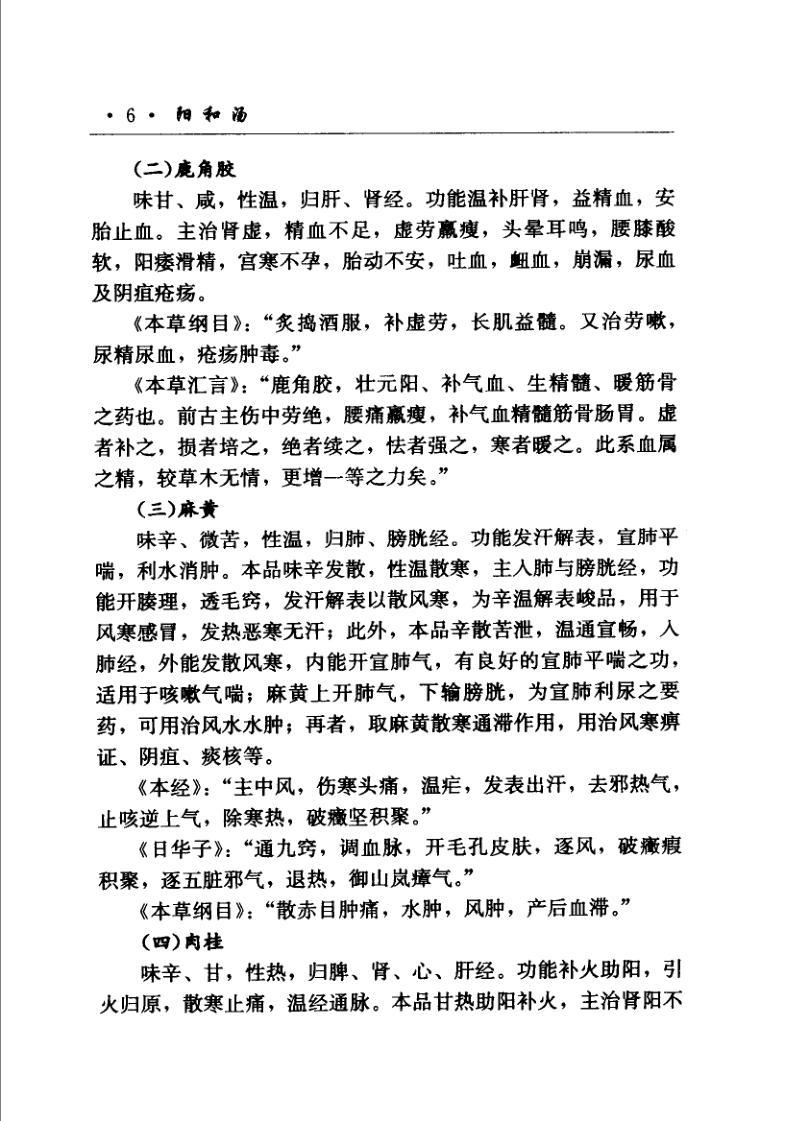 ·6· 阳和汤
(二)鹿角胶
味甘、咸，性温，归肝、肾经。功能温补肝肾，益精血，安
胎止血。主治肾虚，精血不足，虚劳羸瘦，头晕耳鸣，腰膝酸
软，阳痿滑精，宫寒不孕，胎动不安，吐血，衄血，崩漏，尿血
及阴疽疮疡。
《本草纲目》：“炙捣酒服，补虚劳，长肌益髓。又治劳嗽，
尿精尿血，疮疡肿毒。”
《本草汇言》：“鹿角胶，壮元阳、补气血、生精髓、暖筋骨
之药也。前古主伤中劳绝，腰痛羸瘦，补气血精髓筋骨肠胃。虚
者补之，损者培之，绝者续之，怯者强之，寒者暖之。此系血属
之精，较草木无情，更增一等之力矣。”
(三)麻黄
味辛、微苦，性温，归肺、膀胱经。功能发汗解表，宣肺平
喘，利水消肿。本品味辛发散，性温散寒，主入肺与膀胱经，功
能开腠理，透毛窍，发汗解表以散风寒，为辛温解表峻品，用于
风寒感冒，发热恶寒无汗；此外，本品辛散苦泄，温通宣畅，入
肺经，外能发散风寒，内能开宣肺气，有良好的宣肺平喘之功，
适用于咳嗽气喘；麻黄上开肺气，下输膀胱，为宣肺利尿之要
药，可用治风水水肿；再者，取麻黄散寒通滞作用，用治风寒痹
证、阴疽、痰核等。
《本经》：“主中风，伤寒头痛，温疟，发表出汗，去邪热气，
止咳逆上气，除寒热，破癥坚积聚。”
《日华子》：“通九窍，调血脉，开毛孔皮肤，逐风，破癥瘕
积聚，逐五脏邪气，退热，御山岚瘴气。”
《本草纲目》：“散赤目肿痛，水肿，风肿，产后血滞。”
(四)肉桂
味辛、甘，性热，归脾、肾、心、肝经。功能补火助阳，引
火归原，散寒止痛，温经通脉。本品甘热助阳补火，主治肾阳不